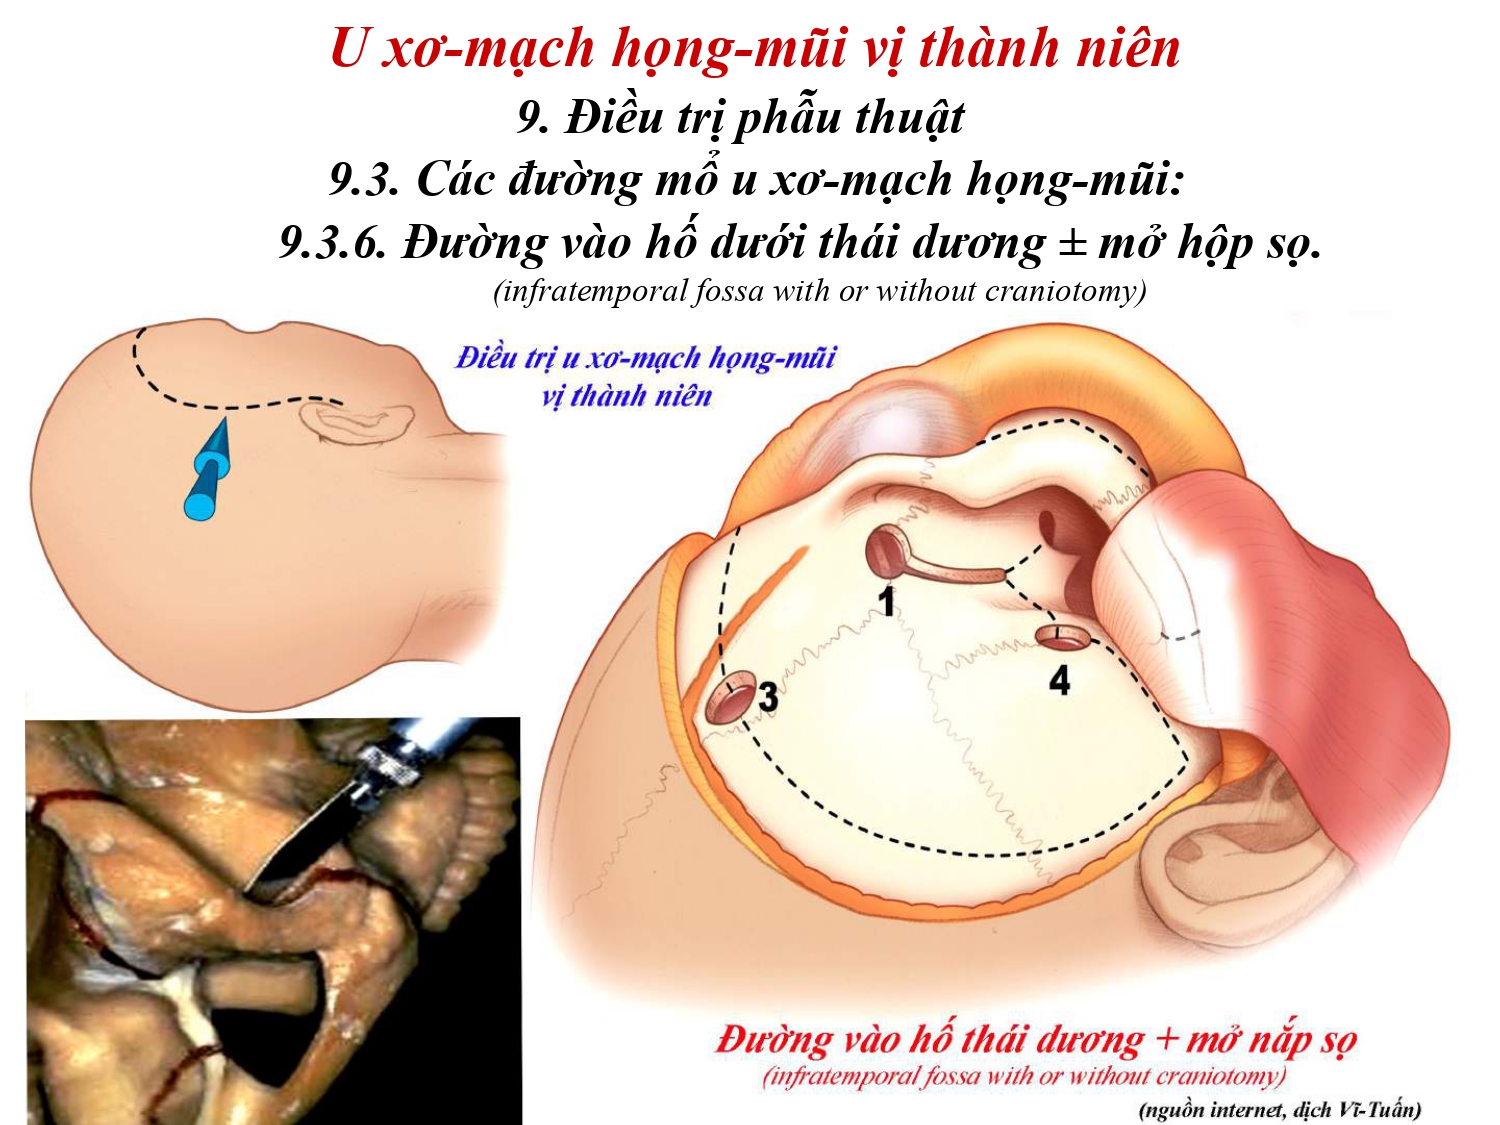 U xơ-mạch họng-mũi vị thành niên
9. Điều trị phẫu thuật
9.3. Các đường mổ u xơ-mạch họng-mũi:
9.3.6. Đường vào hố dưới thái dương ± mở hộp sọ.
(infratemporal fossa with or without craniotomy)
Điều trị u xơ-mạch họng-mũi
vị thành niên
1
4
3
Đường vào hố thái dương + mở nắp sọ
(infratemporal fossa with or without craniotomy)
(nguồn internet, dịch Vĩ-Tuấn)